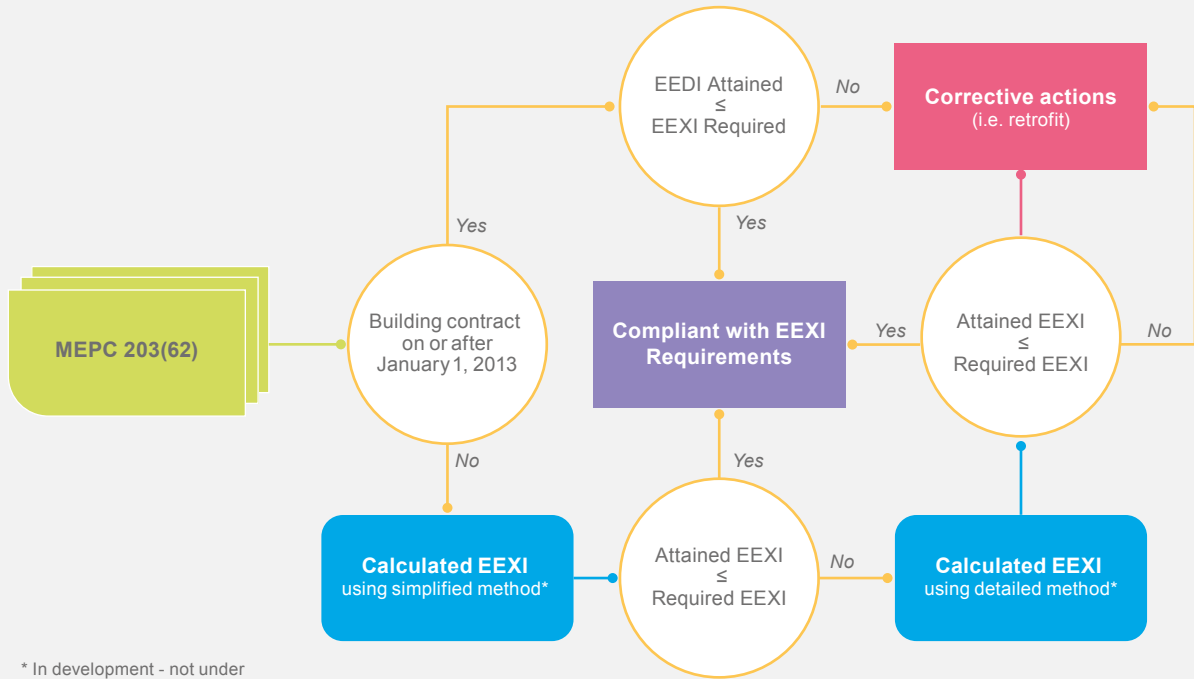 EEDI Attained
≤
EEXI Required
No
Corrective actions
(i.e. retrofit)
Yes
Yes
MEPC 203(62)
Building contract
on or after
January 1, 2013
Compliant with EEXI
Requirements
Yes
Attained EEXI
≤
Required EEXI
No
No
Yes
Calculated EEXI
using simplified method*
Attained EEXI
≤
Required EEXI
No
Calculated EEXI
using detailed method*
* In development - not under